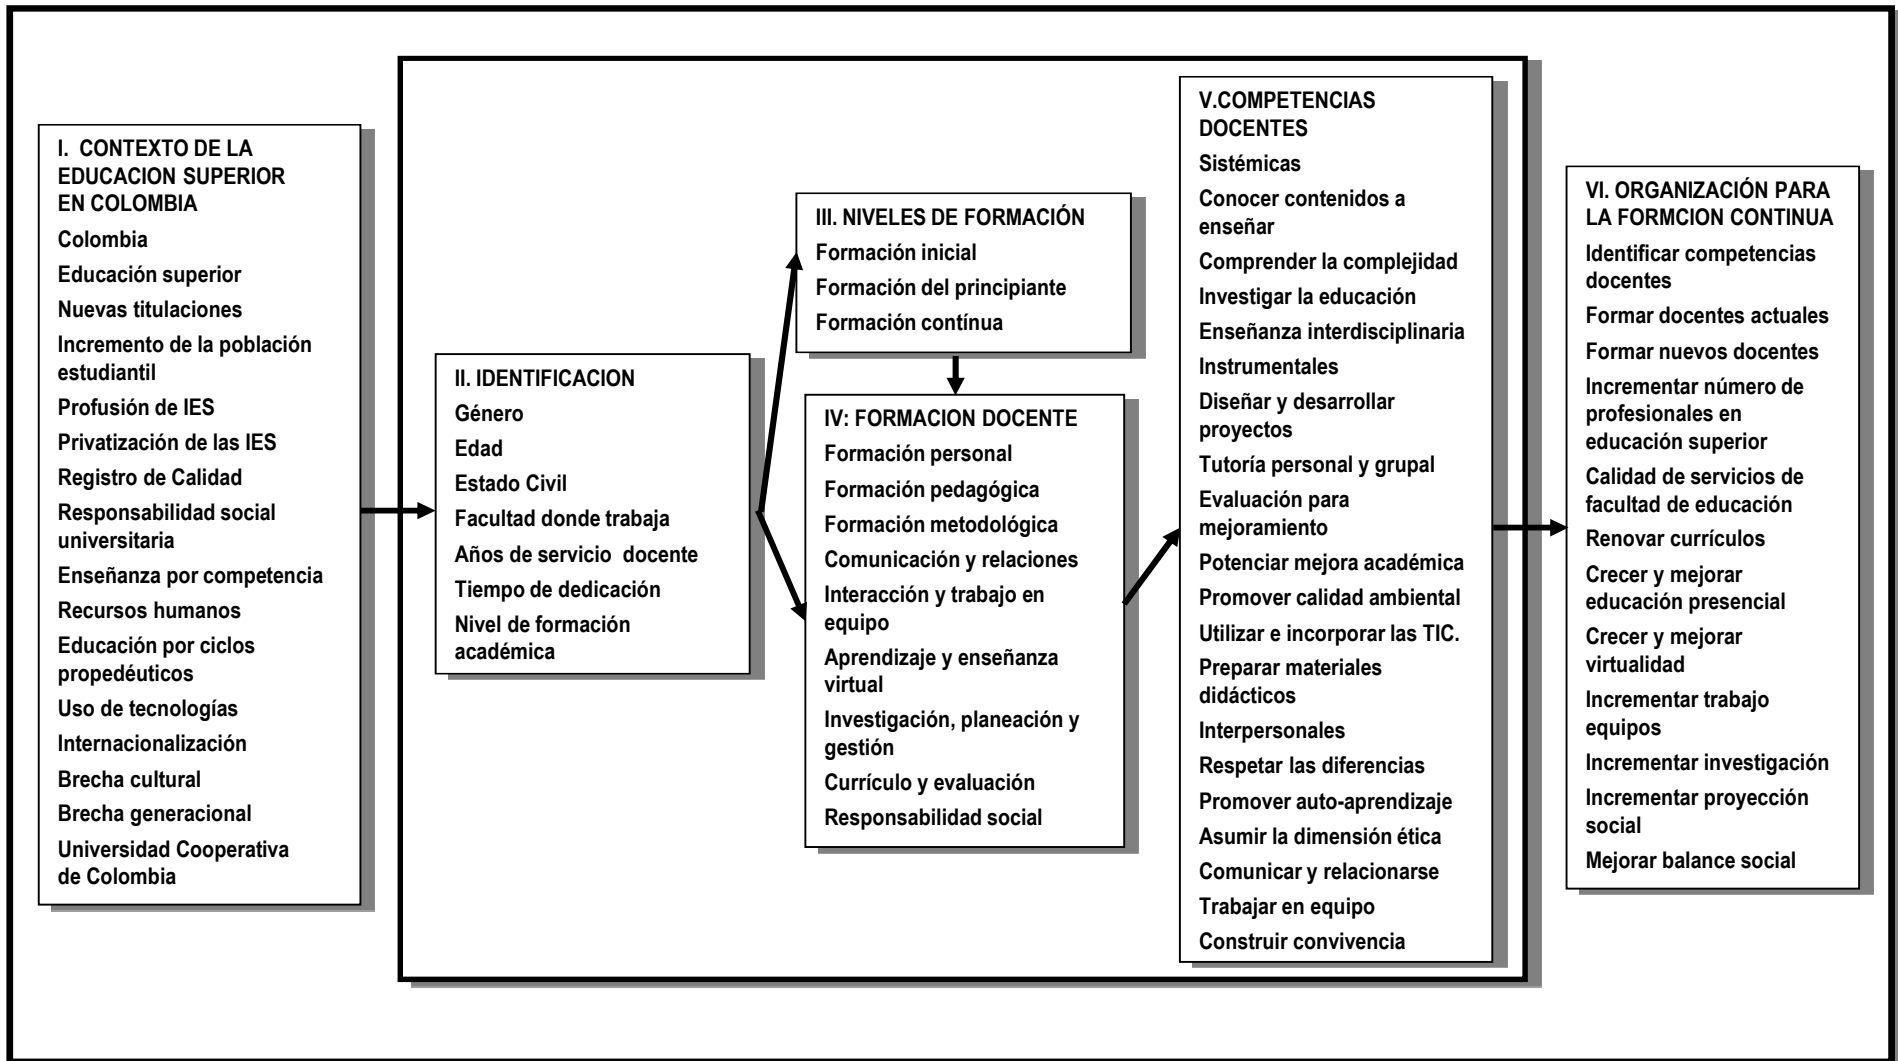 I. CONTEXTO DE LA
EDUCACION SUPERIOR
EN COLOMBIA
Colombia
Educación superior
Nuevas titulaciones
Incremento de la población
estudiantil
Profusión de IES
Privatización de las IES
Registro de Calidad
Responsabilidad social
universitaria
Enseñanza por competencia
Recursos humanos
Educación por ciclos
propedéuticos
Uso de tecnologías
Internacionalización
Brecha cultural
Brecha generacional
Universidad Cooperativa
de Colombia
II. IDENTIFICACION
Género
Edad
Estado Civil
Facultad donde trabaja
Años de servicio docente
Tiempo de dedicación
Nivel de formación
académica
III. NIVELES DE FORMACIÓN
Formación inicial
Formación del principiante
Formación contínua
IV: FORMACION DOCENTE
Formación personal
Formación pedagógica
Formación metodológica
Comunicación y relaciones
Interacción y trabajo en
equipo
Aprendizaje y enseñanza
virtual
Investigación, planeación y
gestión
Currículo y evaluación
Responsabilidad social
V.COMPETENCIAS
DOCENTES
Sistémicas
Conocer contenidos a
enseñar
Comprender la complejidad
Investigar la educación
Enseñanza interdisciplinaria
Instrumentales
Diseñar y desarrollar
proyectos
Tutoría personal y grupal
Evaluación para
mejoramiento
Potenciar mejora académica
Promover calidad ambiental
Utilizar e incorporar las TIC.
Preparar materiales
didácticos
Interpersonales
Respetar las diferencias
Promover auto-aprendizaje
Asumir la dimensión ética
Comunicar y relacionarse
Trabajar en equipo
Construir convivencia
VI. ORGANIZACIÓN PARA
LA FORMCION CONTINUA
Identificar competencias
docentes
Formar docentes actuales
Formar nuevos docentes
Incrementar número de
profesionales en
educación superior
Calidad de servicios de
facultad de educación
Renovar currículos
Crecer y mejorar
educación presencial
Crecer y mejorar
virtualidad
Incrementar trabajo
equipos
Incrementar investigación
Incrementar proyección
social
Mejorar balance social